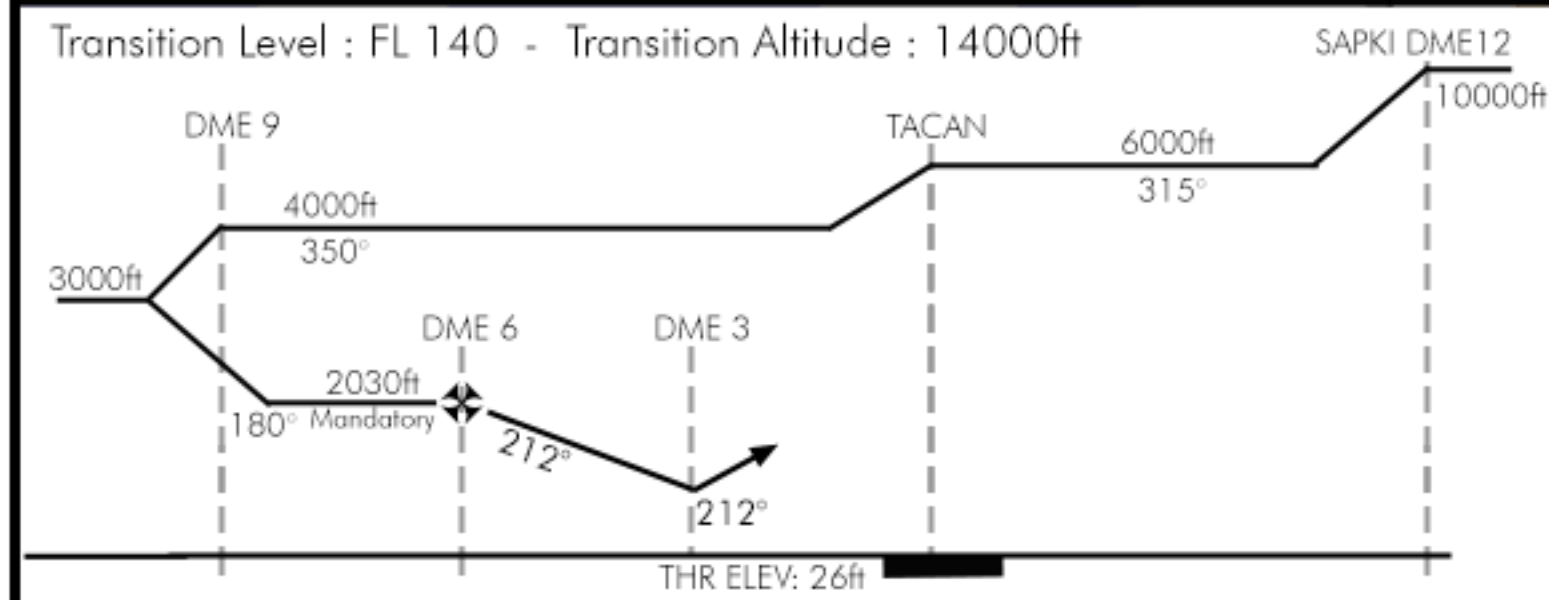 Transition Level : FL 140 - Transition Altitude : 14000ft
SAPKI DME12
10000ft
DME 9
TACAN
6000ft
315°
4000ft
350°
3000ft
DME 6
DME 3
2030ft
180° Mandatory
212°
212°
THR ELEV: 26ft